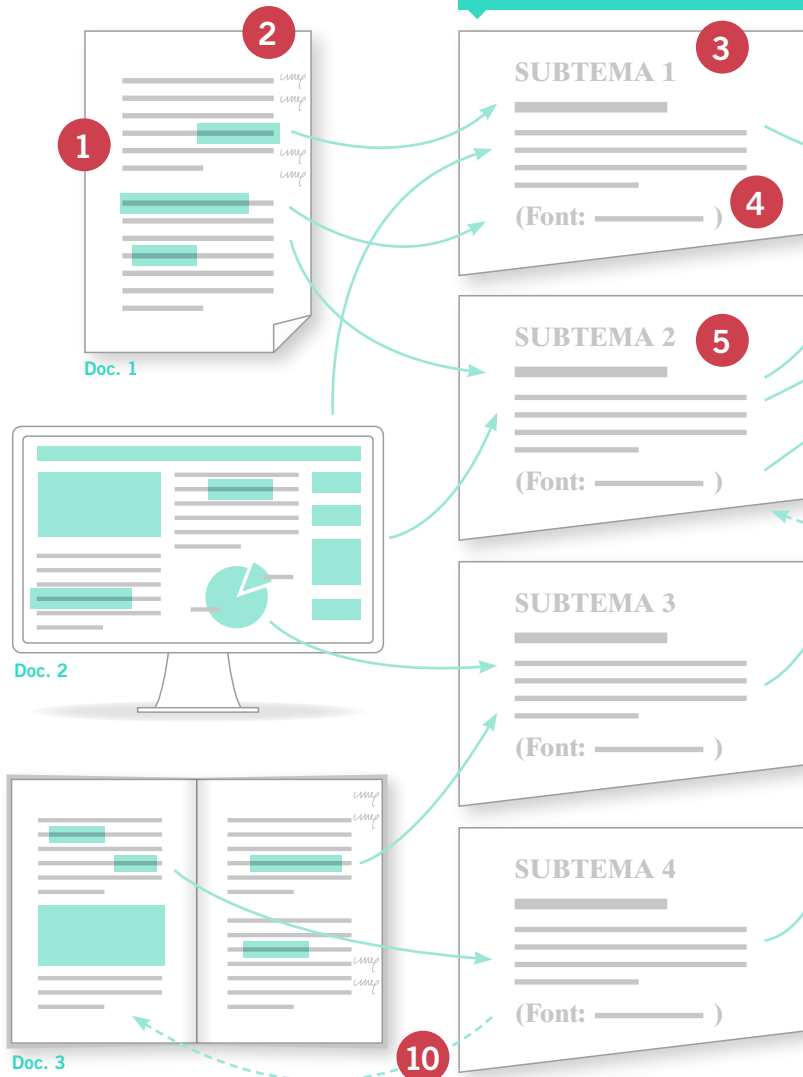 2
3
1
SUBTEMA 1
4
(Font: )
Doc. 1
5
SUBTEMA 2
(Font: )
Doc. 2
SUBTEMA 3
(Font: )
SUBTEMA 4
(Font: )
10
Doc. 3